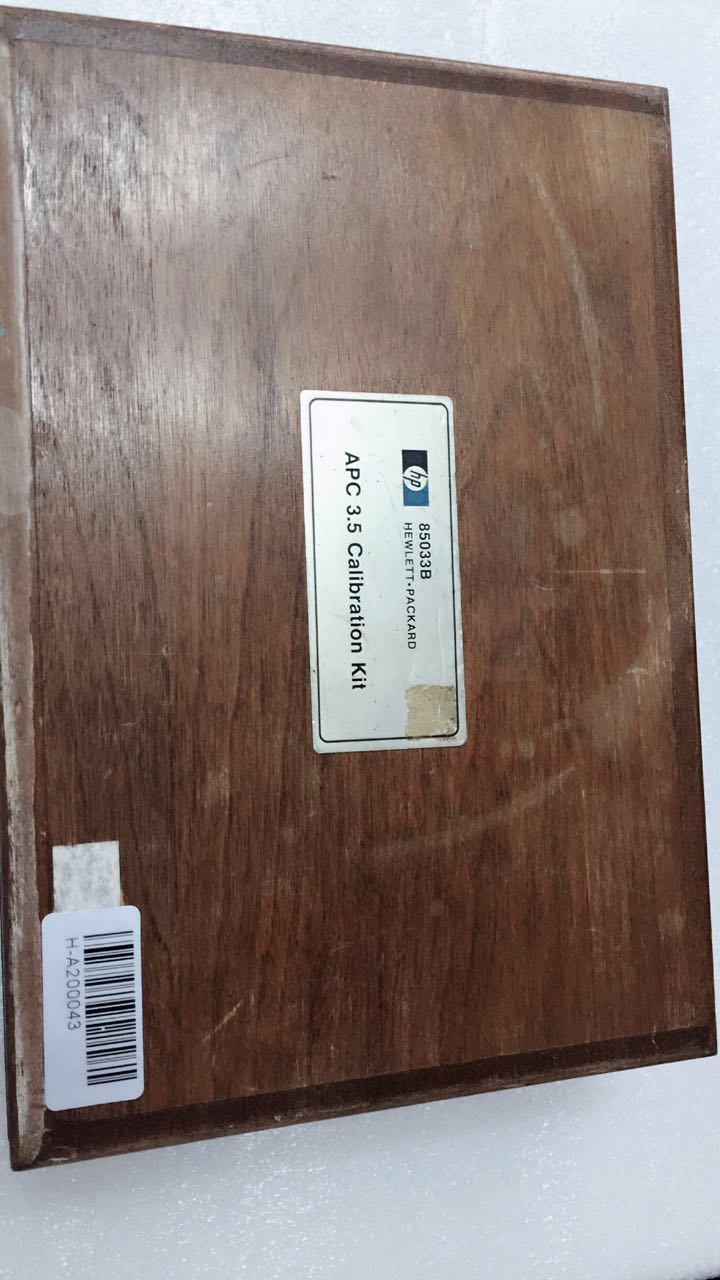 hp
85033B
HEWLETT•PACKARD
APC 3.5 Calibration Kit
H-A200043